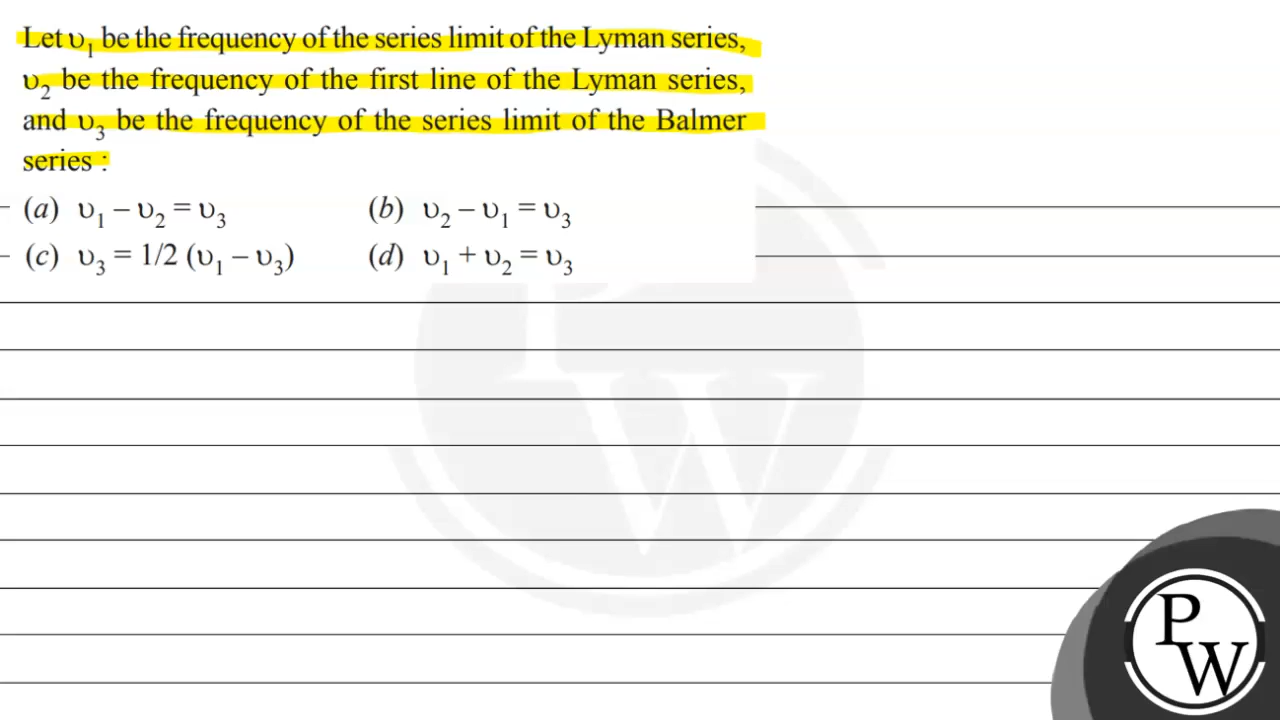 Let υ₁ be the frequency of the series limit of the Lyman series,
υ₂ be the frequency of the first line of the Lyman series,
and υ₃ be the frequency of the series limit of the Balmer
series :
(a) υ₁ – υ₂ = υ₃ (b) υ₂ – υ₁ = υ₃
(c) υ₃ = 1/2 (υ₁ – υ₃) (d) υ₁ + υ₂ = υ₃
PW